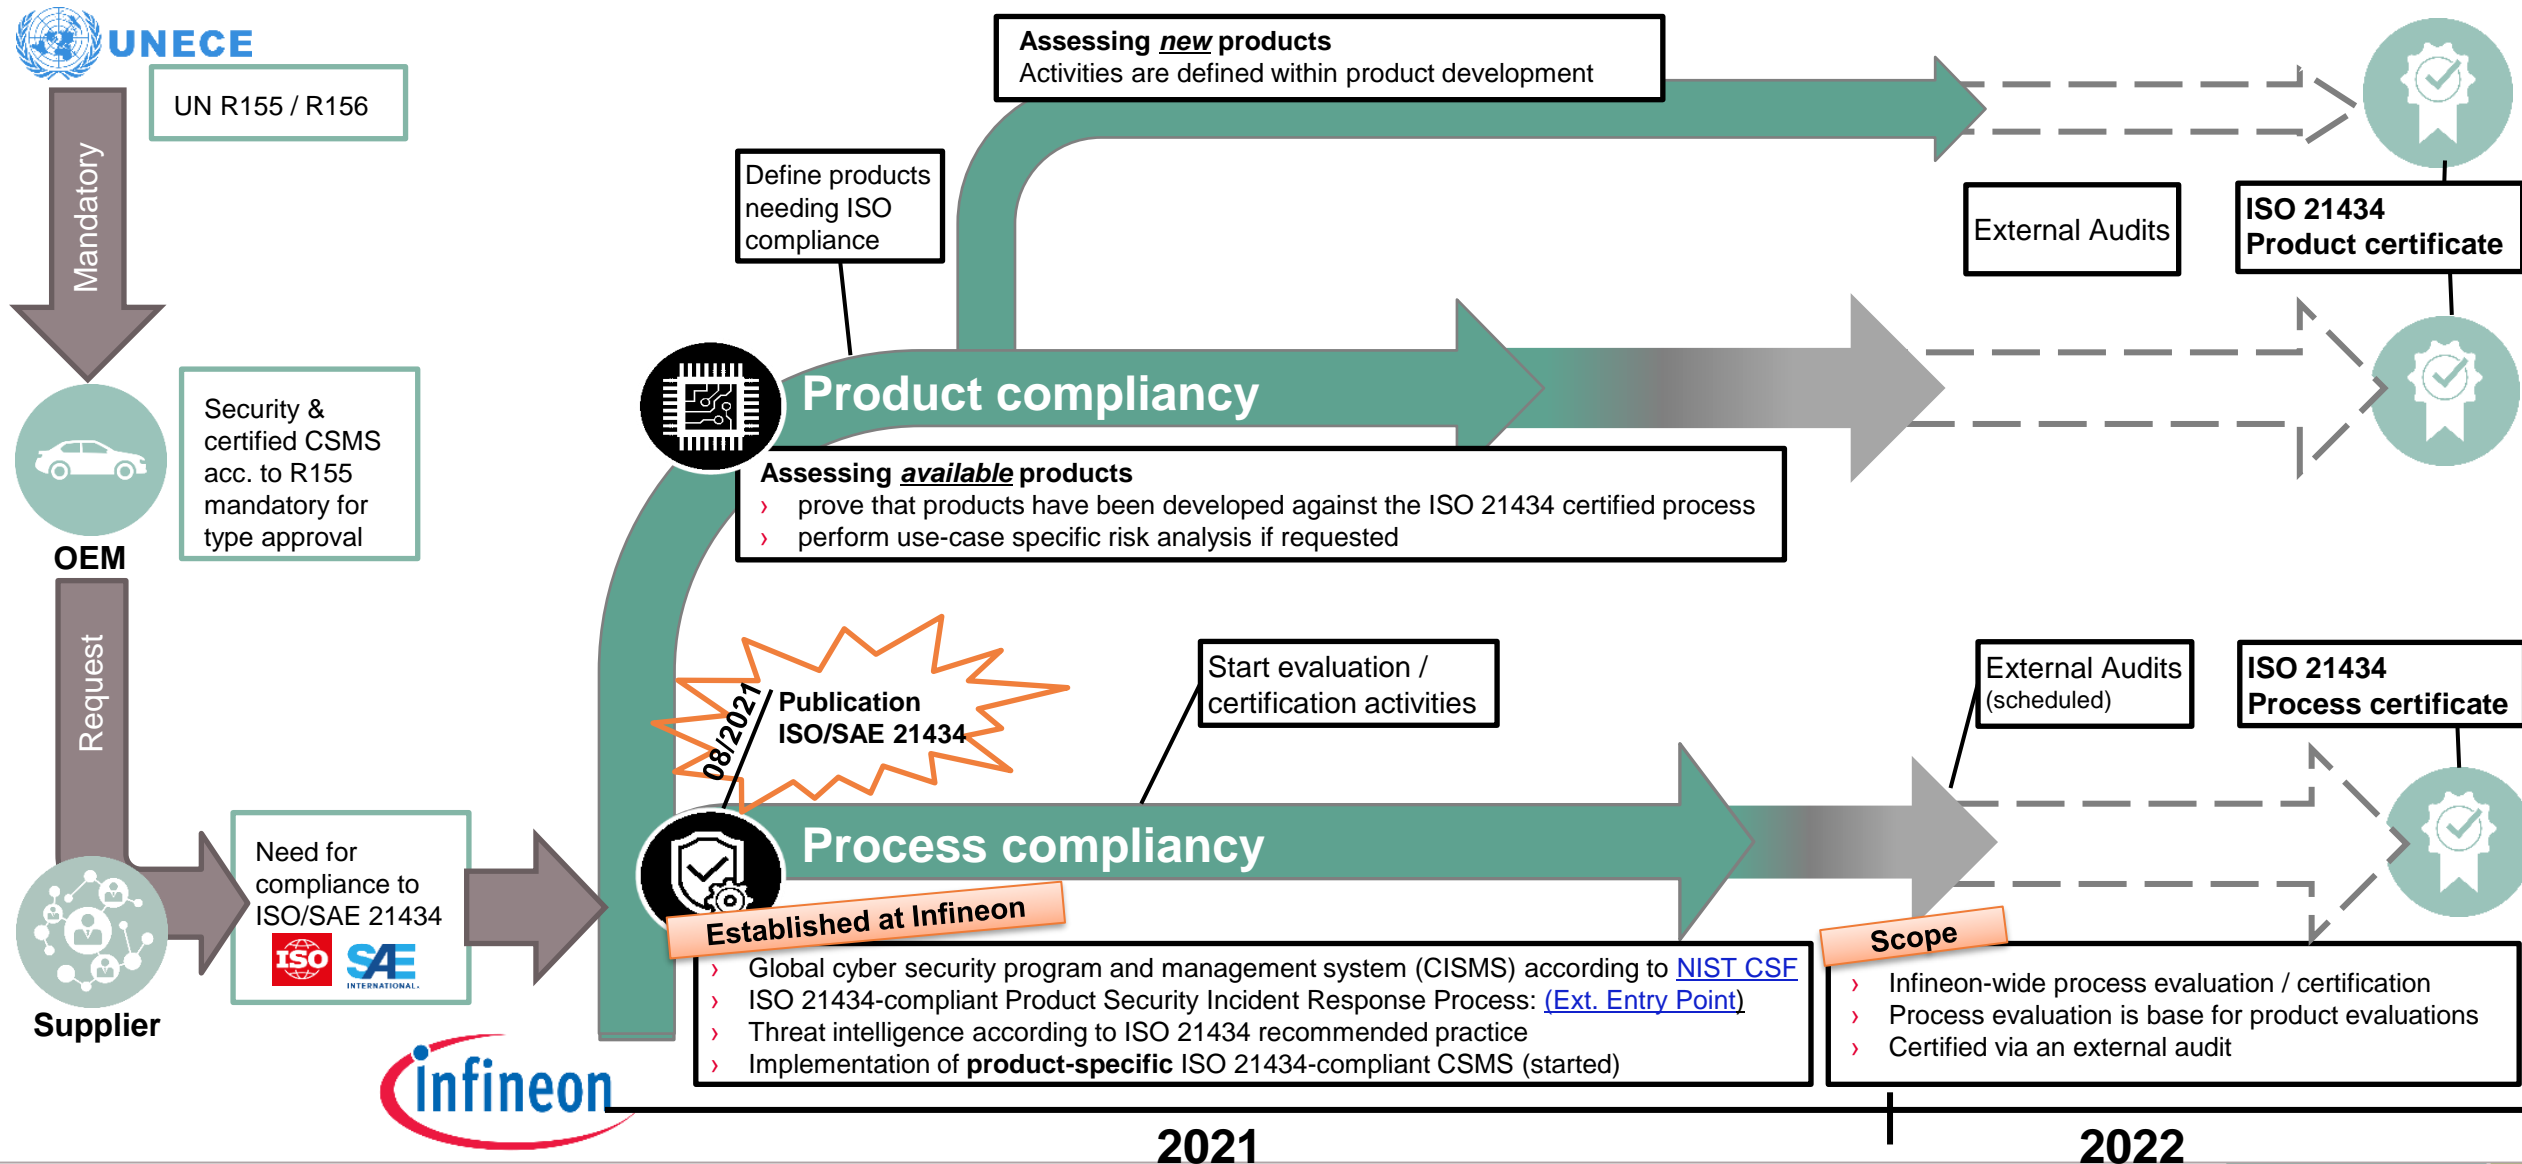 UNECE
UN R155 / R156
Mandatory
Security &
certified CSMS
acc. to R155
mandatory for
type approval
OEM
Request
Need for
compliance to
ISO/SAE 21434
ISO
SAE
INTERNATIONAL.
Supplier
infineon
Assessing new products
Activities are defined within product development
Define products
needing ISO
compliance
External Audits
ISO 21434
Product certificate
Product compliancy
Assessing available products
› prove that products have been developed against the ISO 21434 certified process
› perform use-case specific risk analysis if requested
08/2021
Publication
ISO/SAE 21434
Start evaluation /
certification activities
External Audits
(scheduled)
ISO 21434
Process certificate
Process compliancy
Established at Infineon
› Global cyber security program and management system (CISMS) according to NIST CSF
› ISO 21434-compliant Product Security Incident Response Process: (Ext. Entry Point)
› Threat intelligence according to ISO 21434 recommended practice
› Implementation of product-specific ISO 21434-compliant CSMS (started)
Scope
› Infineon-wide process evaluation / certification
› Process evaluation is base for product evaluations
› Certified via an external audit
2021
2022